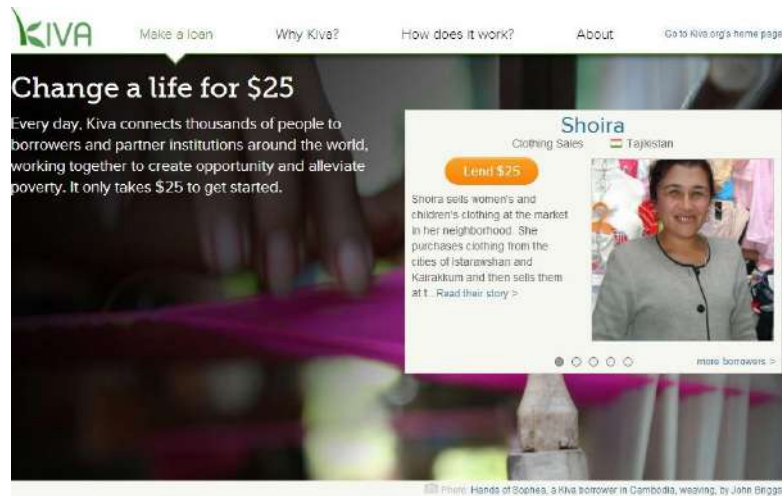 KIVA
Make a loan
Why Kiva?
How does it work?
About
Go to Kiva.org's home page
Change a life for $25
Every day, Kiva connects thousands of people to
borrowers and partner institutions around the world,
working together to create opportunity and alleviate
poverty. It only takes $25 to get started.
Shoira
Clothing Sales
Tajikistan
Lend $25
Shoira sells women's and
children's clothing at the market
in her neighborhood. She
purchases clothing from the
cities of Istarawshan and
Kairakkum and then sells them
at t...Read their story >
more borrowers >
Photo: Hands of Sophea, a Kiva borrower in Cambodia, weaving, by John Briggs